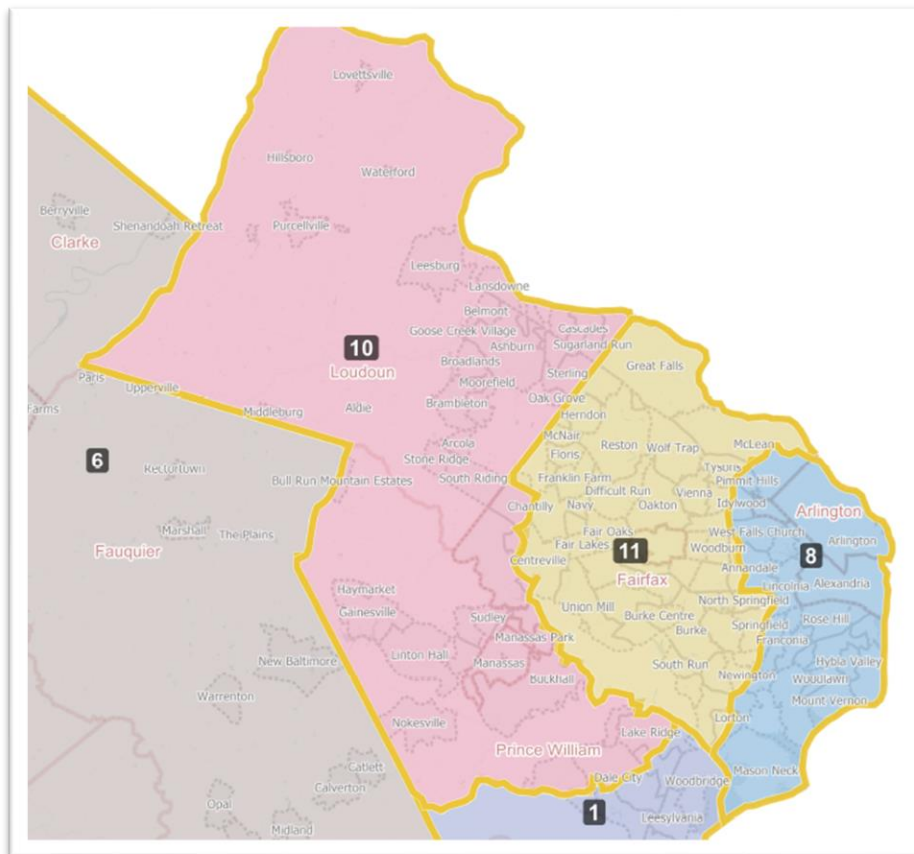 Lovettsville
Hillsboro
Waterford
Berryville
Shenandoah Retreat
Purcellville
Clarke
Leesburg
Lansdowne
Belmont
Goose Creek Village
Cascades
Ashburn
Sugarland Run
10
Loudoun
Broadlands
Great Falls
Sterling
Paris
Upperville
Moorefield
Farms
Middleburg
Aldie
Brambleton
Oak Grove
Herndon
McNair
Arcola
Reston
Wolf Trap
McLean
Floris
6
Stone Ridge
Rectortown
Bull Run Mountain Estates
South Riding
Franklin Farm
Tysons
Pimmit Hills
Difficult Run
Vienna
Chantilly
Navy
Oakton
Idylwood
Arlington
Marshall
The Plains
Fair Oaks
West Falls Church
Arlington
Fauquier
Fair Lakes
11
Woodburn
8
Centreville
Fairfax
Annandale
Lincolnia
Alexandria
Haymarket
Gainesville
North Springfield
Union Mill
Burke Centre
Sudley
Burke
Springfield
Rose Hill
Manassas Park
Franconia
Linton Hall
Manassas
New Baltimore
South Run
Hybla Valley
Buckhall
Newington
Woodlawn
Warrenton
Mount Vernon
Nokesville
Lorton
Lake Ridge
Prince William
Catlett
Calverton
Dale City
Woodbridge
Mason Neck
Opal
Midland
1
Leesylvania